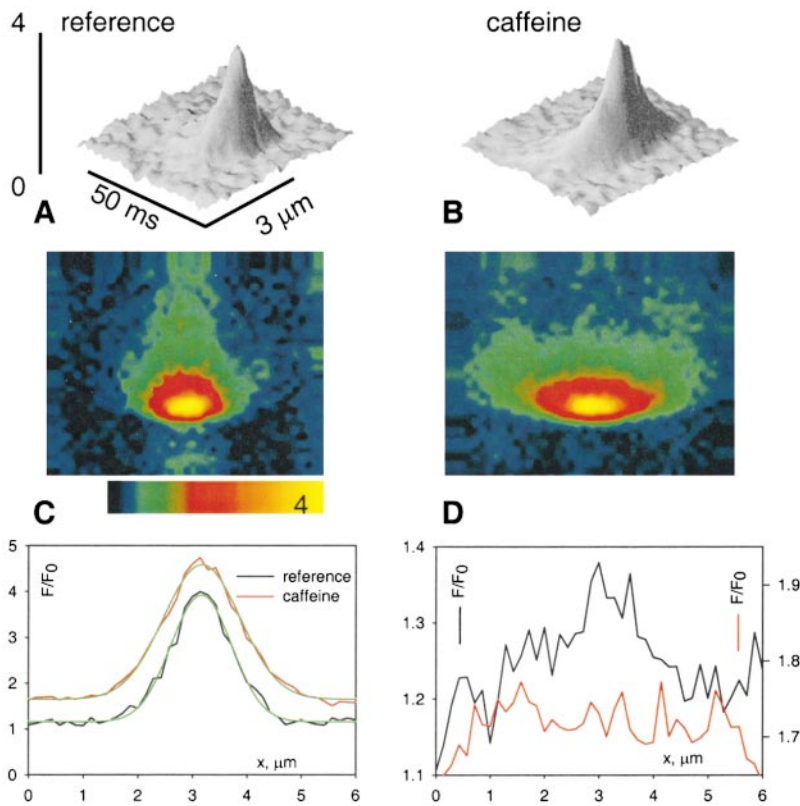 4
reference
caffeine
0
50 ms
3 µm
A
B
4
C
D
5
4
3
2
1
0
F/F0
reference
caffeine
x, µm
0 1 2 3 4 5 6
1.4
1.3
1.2
1.1
F/F0
F/F0
1.9
1.8
1.7
x, µm
0 1 2 3 4 5 6